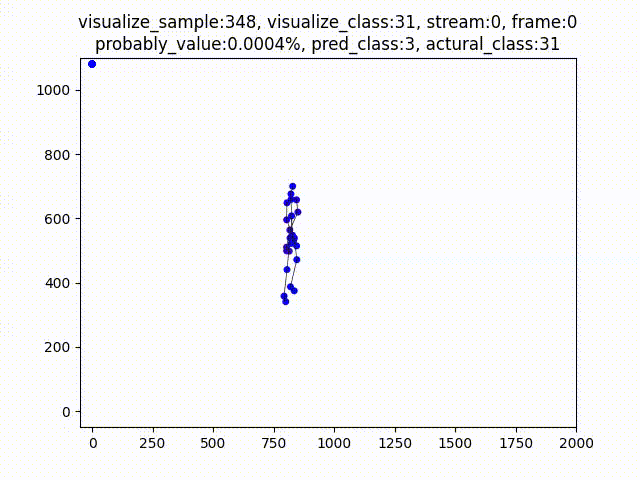 visualize_sample:348, visualize_class:31, stream:0, frame:0
probably_value:0.0004%, pred_class:3, actural_class:31
1000
800
600
400
200
0
0 250 500 750 1000 1250 1500 1750 2000